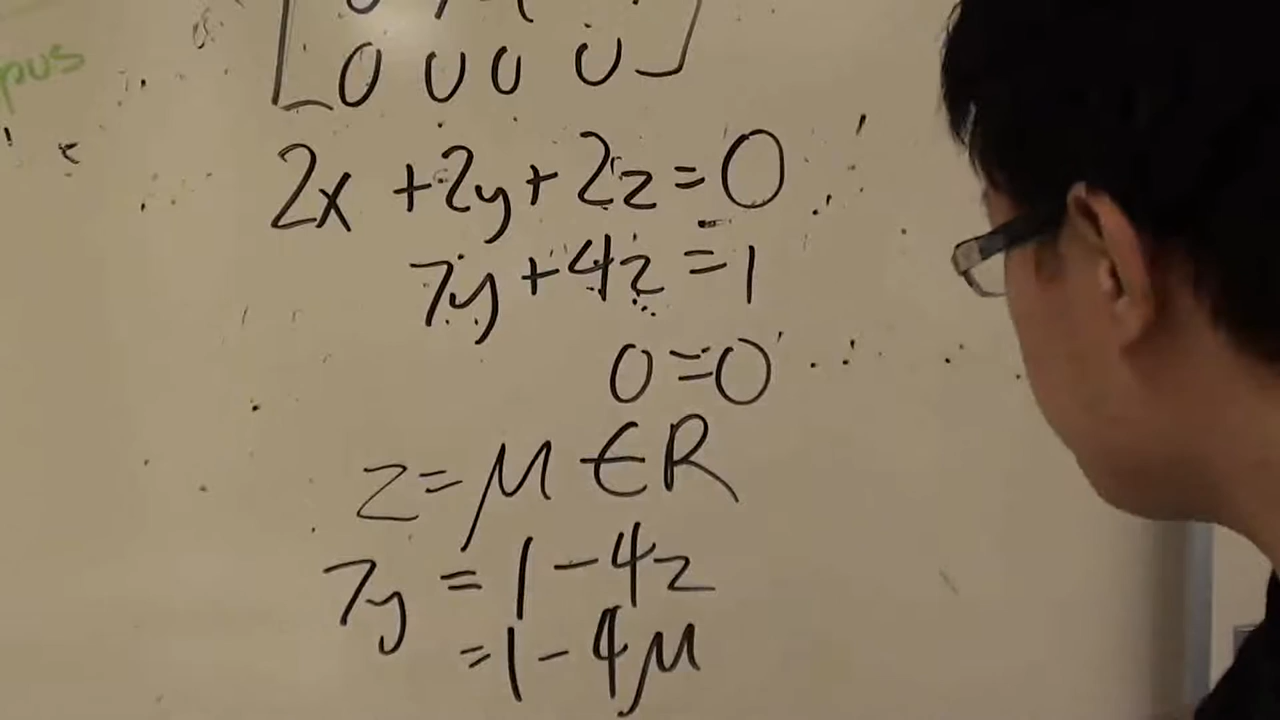 pus
0 0 0 0
2x + 2y + 2z = 0
7y + 4z = 1
0 = 0
z = μ ∈ R
7y = 1 - 4z
= 1 - 4μ